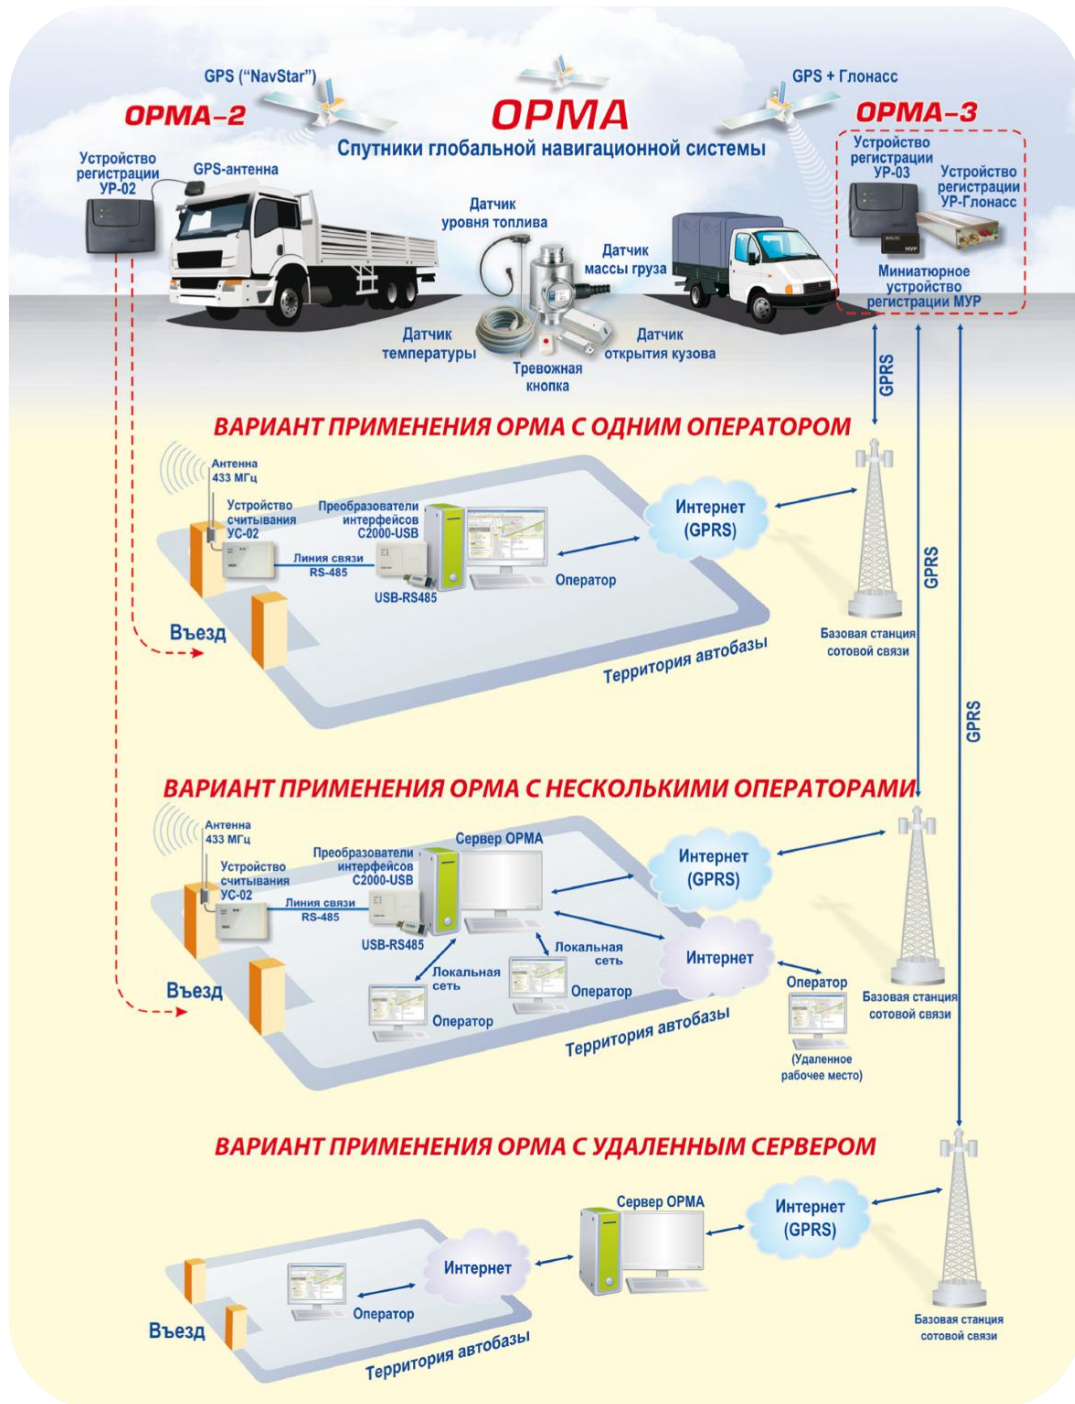 GPS (“NavStar”)
GPS + Глонасс
ОРМА-2
ОРМА
ОРМА-3
Спутники глобальной навигационной системы
Устройство
регистрации
УР-02
GPS-антенна
Датчик
уровня топлива
Датчик
массы груза
Датчик
температуры
Тревожная
кнопка
Датчик
открытия кузова
Устройство
регистрации
УР-03
Устройство
регистрации
УР-Глонасс
МУР
Миниатюрное
устройство
регистрации МУР
GPRS
GPRS
GPRS
ВАРИАНТ ПРИМЕНЕНИЯ ОРМА С ОДНИМ ОПЕРАТОРОМ
Антенна
433 МГц
Устройство
считывания
УС-02
Линия связи
RS-485
Преобразователи
интерфейсов
С2000-USB
USB-RS485
Оператор
Интернет
(GPRS)
Въезд
Территория автобазы
Базовая станция
сотовой связи
ВАРИАНТ ПРИМЕНЕНИЯ ОРМА С НЕСКОЛЬКИМИ ОПЕРАТОРАМИ
Антенна
433 МГц
Устройство
считывания
УС-02
Линия связи
RS-485
Преобразователи
интерфейсов
С2000-USB
USB-RS485
Сервер ОРМА
Интернет
(GPRS)
Интернет
Локальная
сеть
Локальная
сеть
Оператор
Оператор
Оператор
(Удаленное
рабочее место)
Въезд
Территория автобазы
Базовая станция
сотовой связи
ВАРИАНТ ПРИМЕНЕНИЯ ОРМА С УДАЛЕННЫМ СЕРВЕРОМ
Сервер ОРМА
Интернет
(GPRS)
Интернет
Оператор
Въезд
Территория автобазы
Базовая станция
сотовой связи